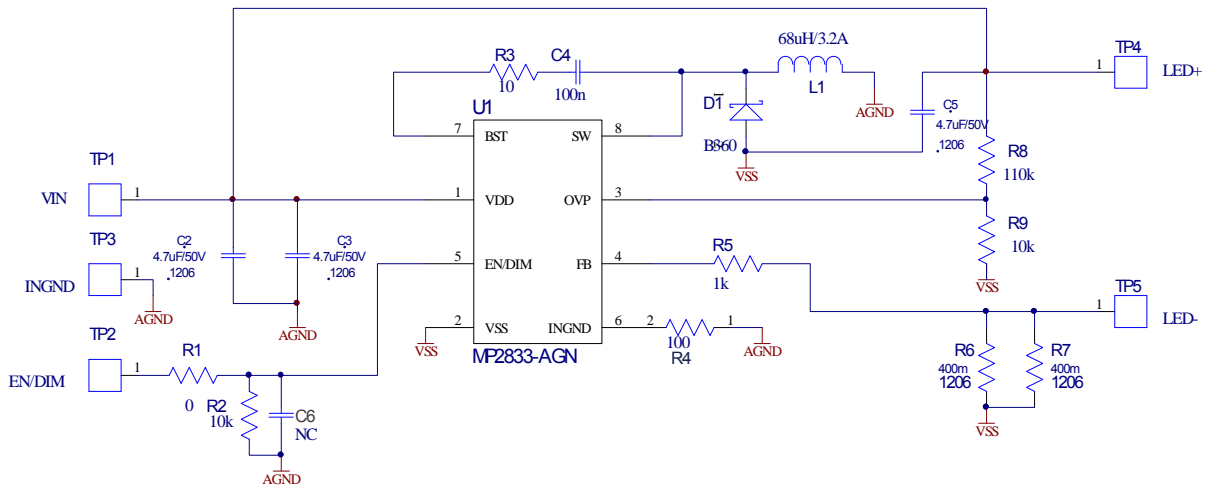 68uH/3.2A
TP4
R3
C4
1
LED+
10
100n
L1
AGND
U1
D1
1
C5
4.7uF/50V
.1206
7
BST
SW
8
B860
VSS
R8
110k
TP1
VIN
1
1
VDD
OVP
3
TP3
C2
4.7uF/50V
.1206
C3
4.7uF/50V
.1206
R9
10k
INGND
1
5
EN/DIM
FB
4
R5
1k
VSS
AGND
TP5
1
LED-
TP2
AGND
2
VSS
INGND
6
2
1
100
R4
AGND
VSS
MP2833-AGN
R1
R6
400m
1206
R7
400m
1206
EN/DIM
1
0
R2
10k
C6
NC
VSS
AGND